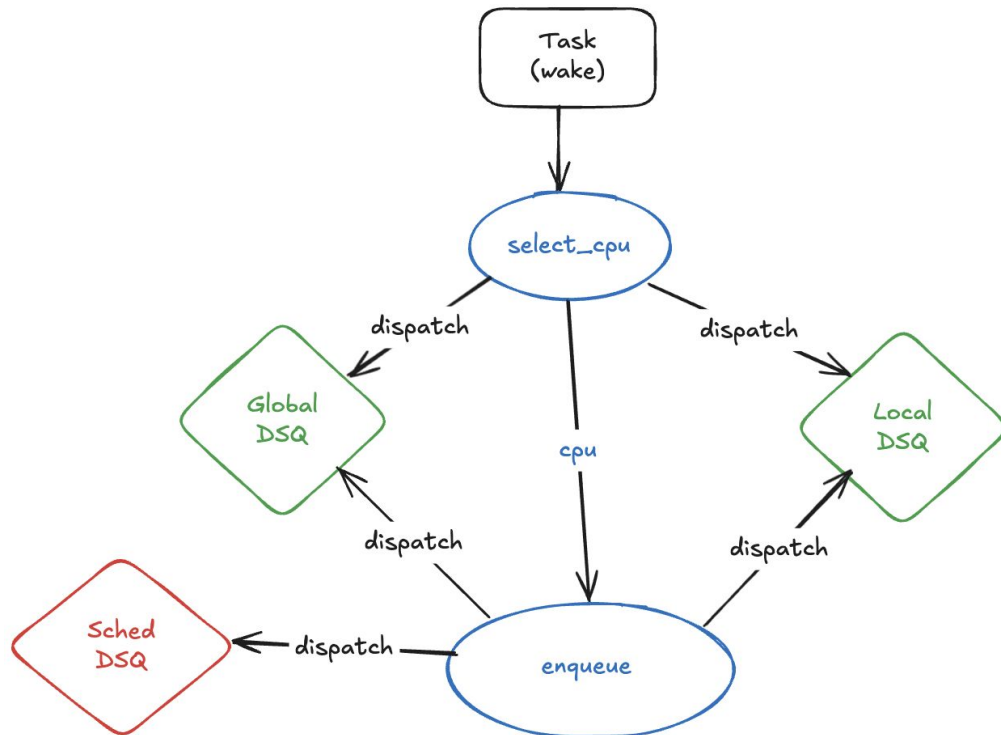 Task
(wake)
select_cpu
dispatch
dispatch
Global
DSQ
Local
DSQ
cpu
dispatch
dispatch
Sched
DSQ
dispatch
enqueue